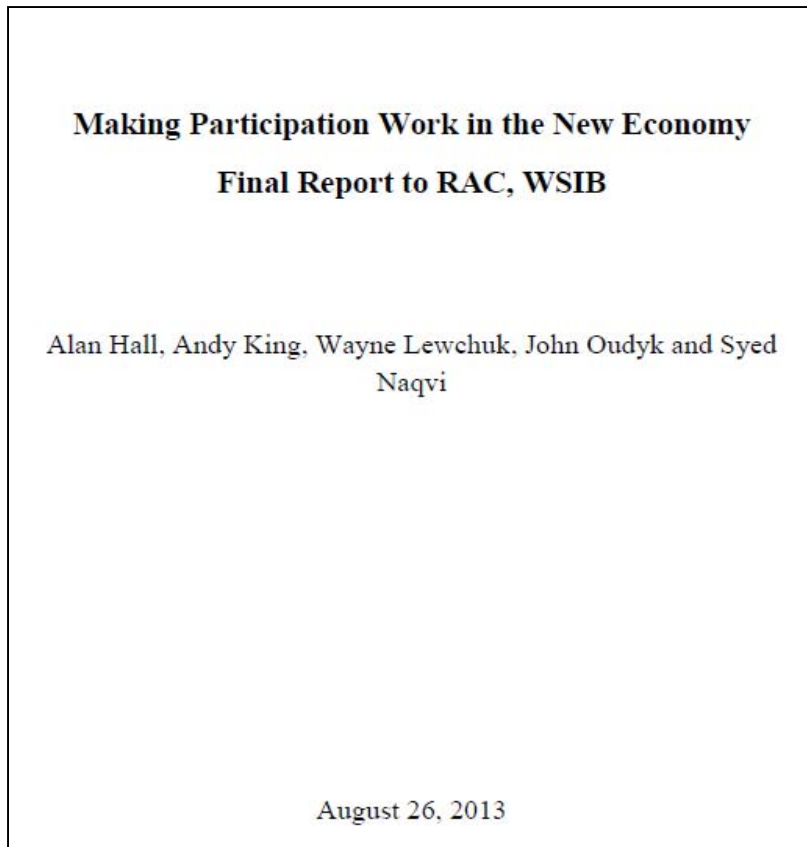 Making Participation Work in the New Economy
Final Report to RAC, WSIB
Alan Hall, Andy King, Wayne Lewchuk, John Oudyk and Syed
Naqvi
August 26, 2013